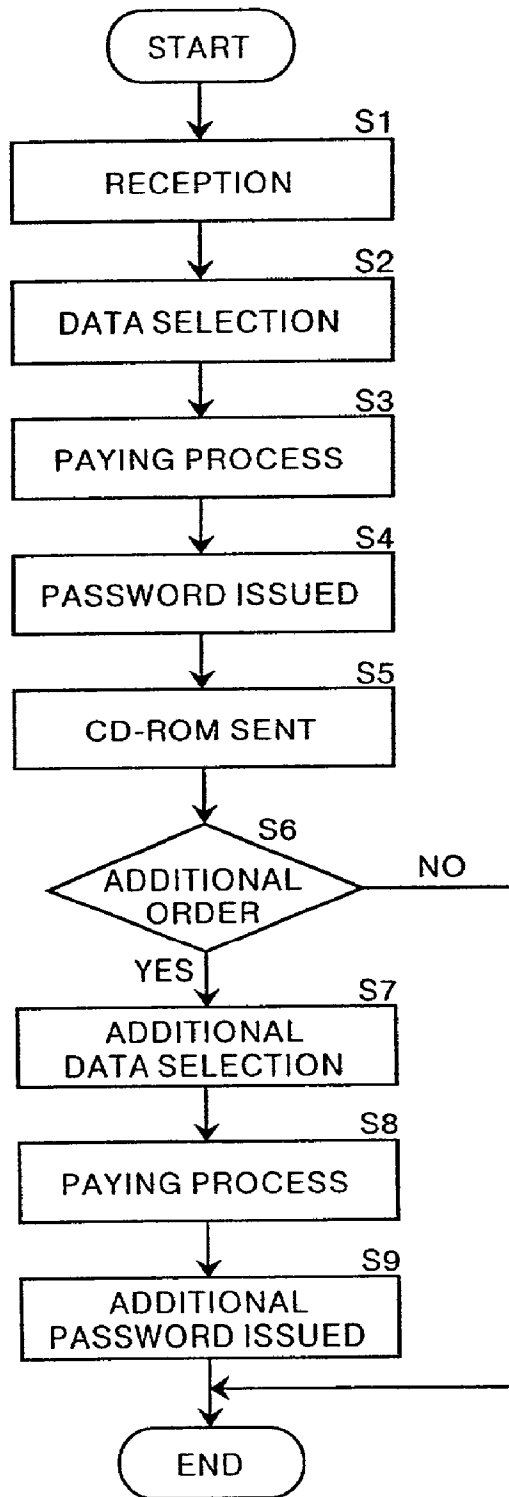 START
S1
RECEPTION
S2
DATA SELECTION
S3
PAYING PROCESS
S4
PASSWORD ISSUED
S5
CD-ROM SENT
S6
ADDITIONAL
ORDER
NO
YES
S7
ADDITIONAL
DATA SELECTION
S8
PAYING PROCESS
S9
ADDITIONAL
PASSWORD ISSUED
END